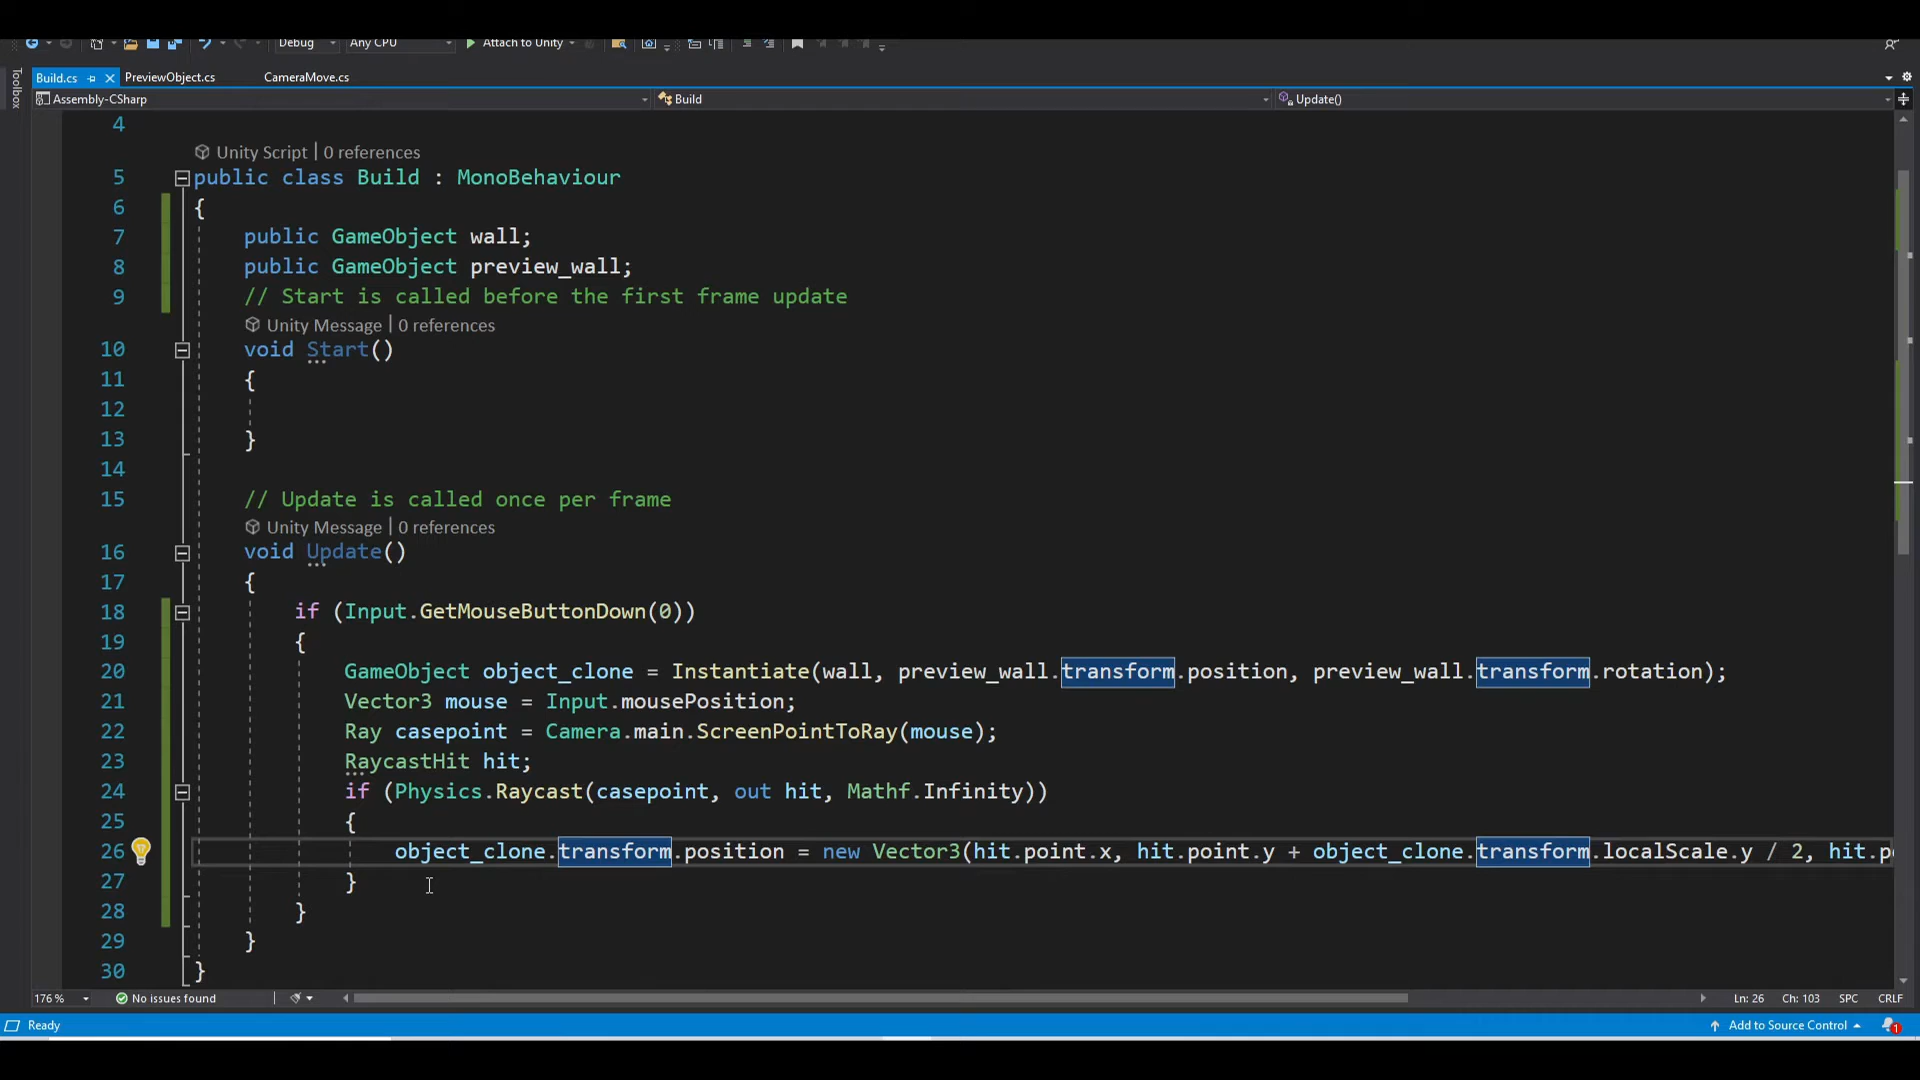 Debug Any CPU Attach to Unity
Build.cs PreviewObject.cs CameraMove.cs
Toolbox
Assembly-CSharp Build Update()
4
Unity Script | 0 references
5 public class Build : MonoBehaviour
6 {
7 public GameObject wall;
8 public GameObject preview_wall;
9 // Start is called before the first frame update
Unity Message | 0 references
10 void Start()
11 {
12
13 }
14
15 // Update is called once per frame
Unity Message | 0 references
16 void Update()
17 {
18 if (Input.GetMouseButtonDown(0))
19 {
20 GameObject object_clone = Instantiate(wall, preview_wall.transform.position, preview_wall.transform.rotation);
21 Vector3 mouse = Input.mousePosition;
22 Ray casepoint = Camera.main.ScreenPointToRay(mouse);
23 RaycastHit hit;
24 if (Physics.Raycast(casepoint, out hit, Mathf.Infinity))
25 {
26 object_clone.transform.position = new Vector3(hit.point.x, hit.point.y + object_clone.transform.localScale.y / 2, hit.p
27 }
28 }
29 }
30 }
176 % No issues found Ln: 26 Ch: 103 SPC CRLF
Ready Add to Source Control 1